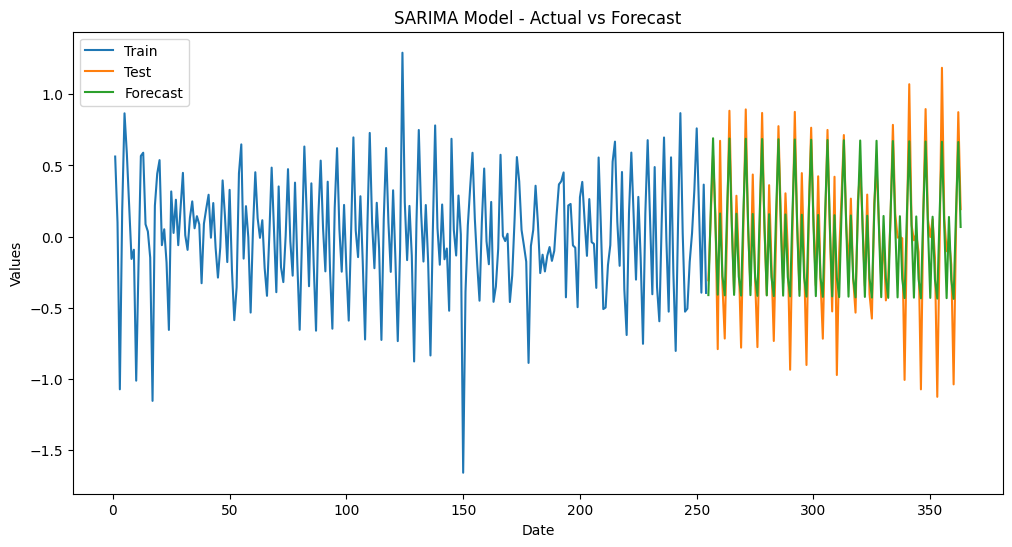 SARIMA Model - Actual vs Forecast
Train
Test
Forecast
1.0
0.5
0.0
−0.5
−1.0
−1.5
Values
0 50 100 150 200 250 300 350
Date